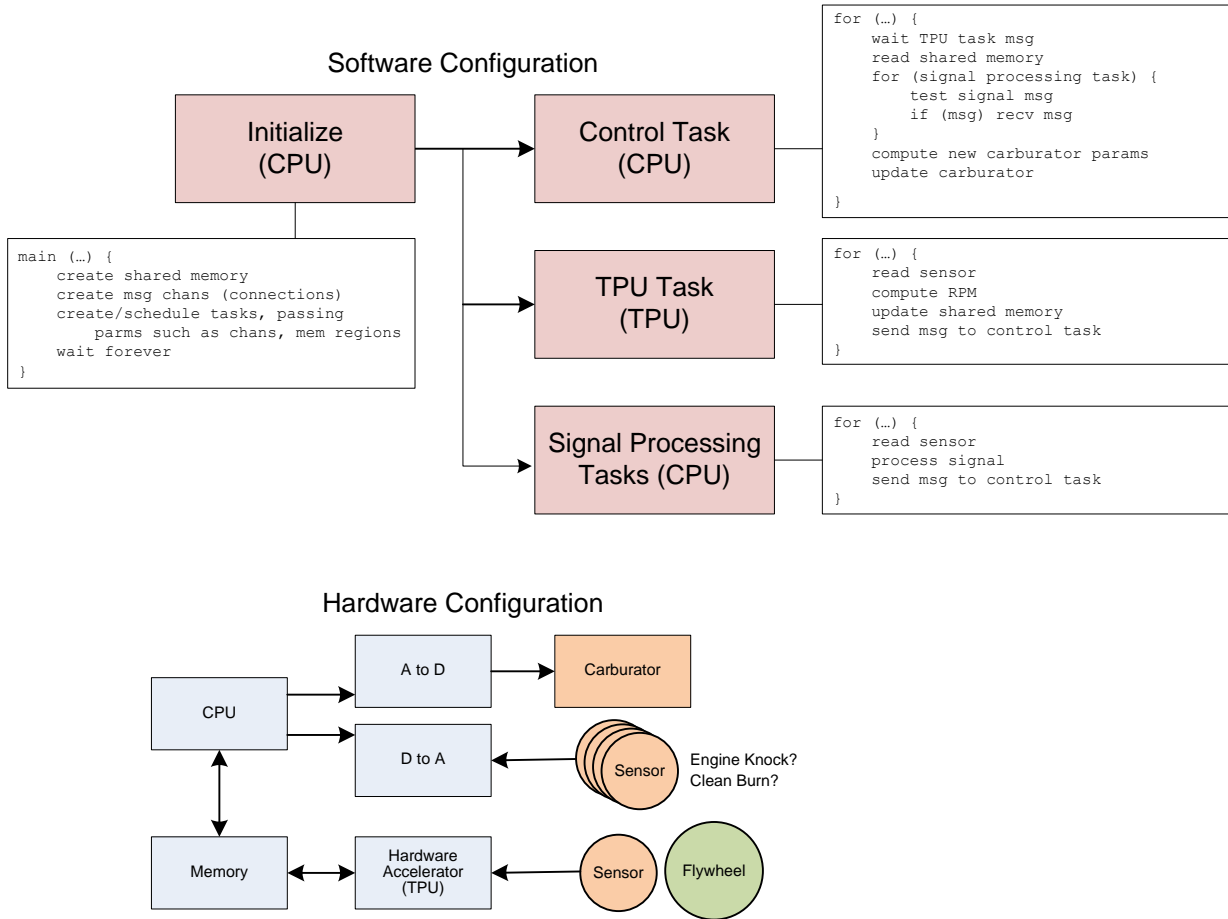 Software Configuration
Initialize
(CPU)
main (…) {
create shared memory
create msg chans (connections)
create/schedule tasks, passing
parms such as chans, mem regions
wait forever
}
Control Task
(CPU)
for (…) {
wait TPU task msg
read shared memory
for (signal processing task) {
test signal msg
if (msg) recv msg
}
compute new carburator params
update carburator
}
TPU Task
(TPU)
for (…) {
read sensor
compute RPM
update shared memory
send msg to control task
}
Signal Processing
Tasks (CPU)
for (…) {
read sensor
process signal
send msg to control task
}
Hardware Configuration
CPU
A to D
Carburator
D to A
Sensor
Engine Knock?
Clean Burn?
Memory
Hardware
Accelerator
(TPU)
Sensor
Flywheel